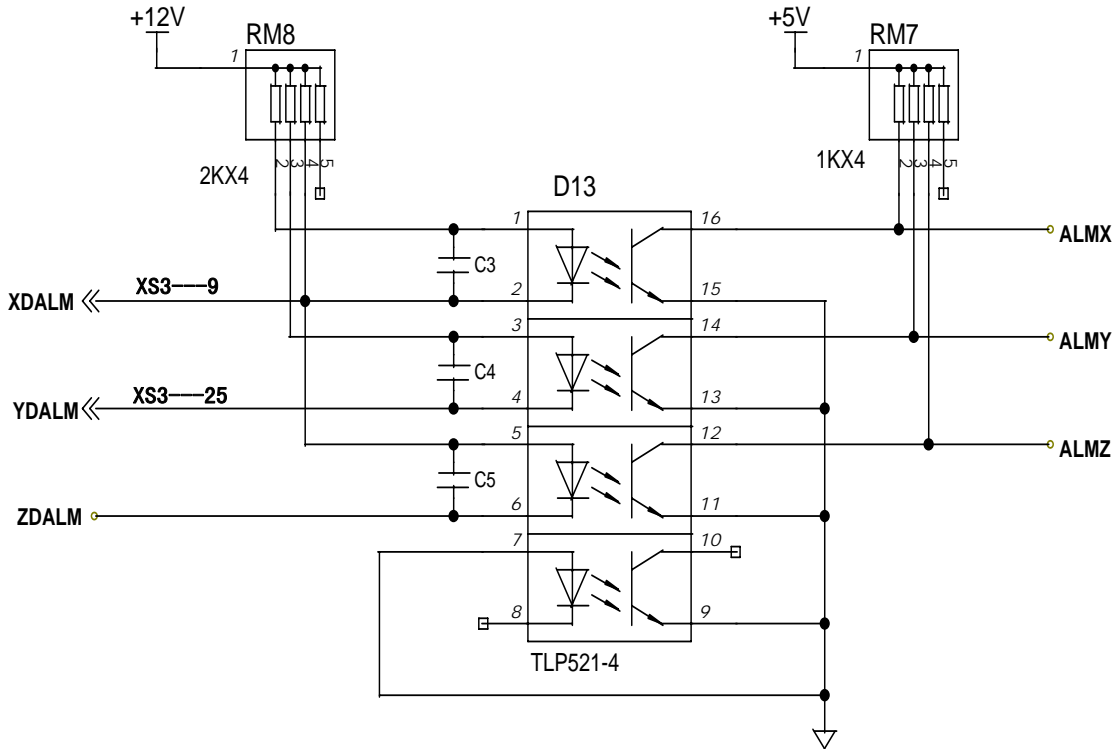 +12V
+5V
RM8
RM7
1
1
2
3
4
5
2
3
4
5
2KX4
1KX4
D13
1
16
ALMX
C3
XS3---9
XDALM
2
15
3
14
ALMY
C4
XS3---25
YDALM
4
13
5
12
ALMZ
C5
ZDALM
6
11
7
10
8
9
TLP521-4